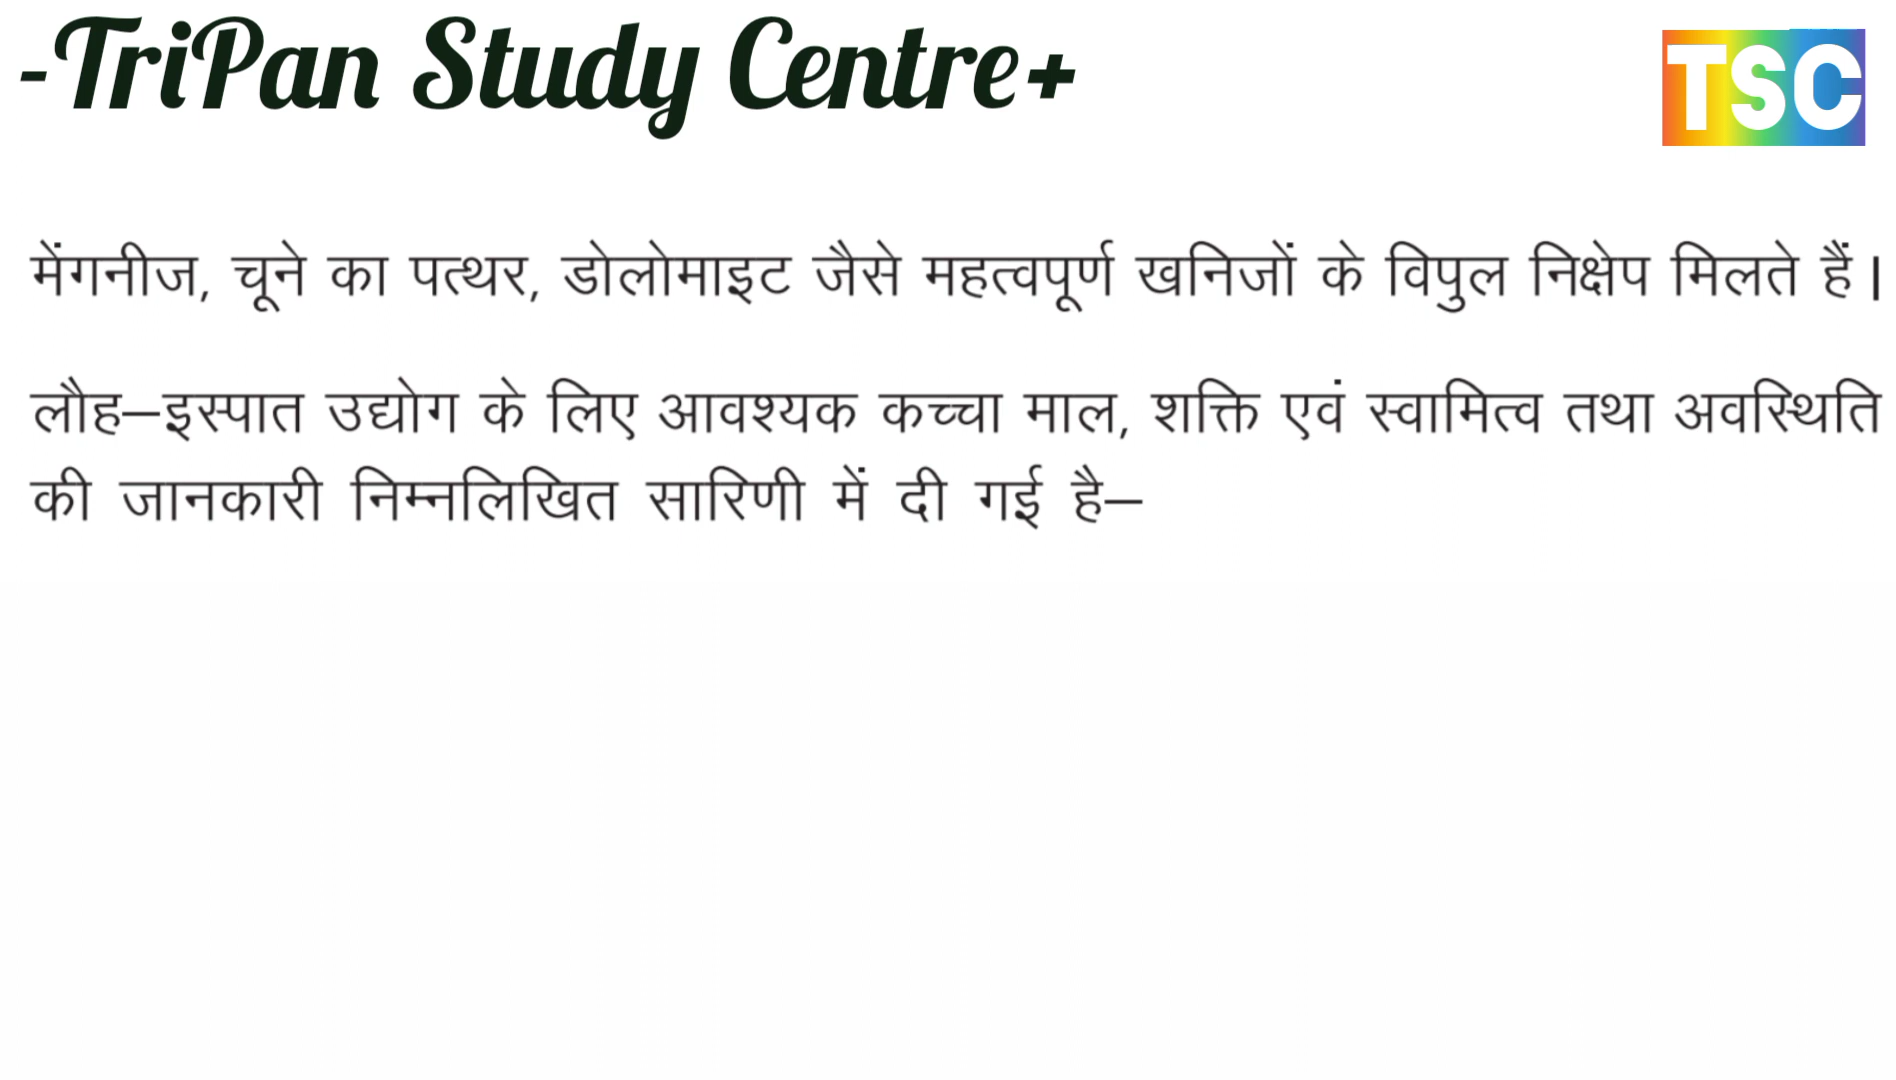 -TriPan Study Centre+
TSC
मेंगनीज, चूने का पत्थर, डोलोमाइट जैसे महत्वपूर्ण खनिजों के विपुल निक्षेप मिलते हैं।
लौह–इस्पात उद्योग के लिए आवश्यक कच्चा माल, शक्ति एवं स्वामित्व तथा अवस्थिति
की जानकारी निम्नलिखित सारिणी में दी गई है–